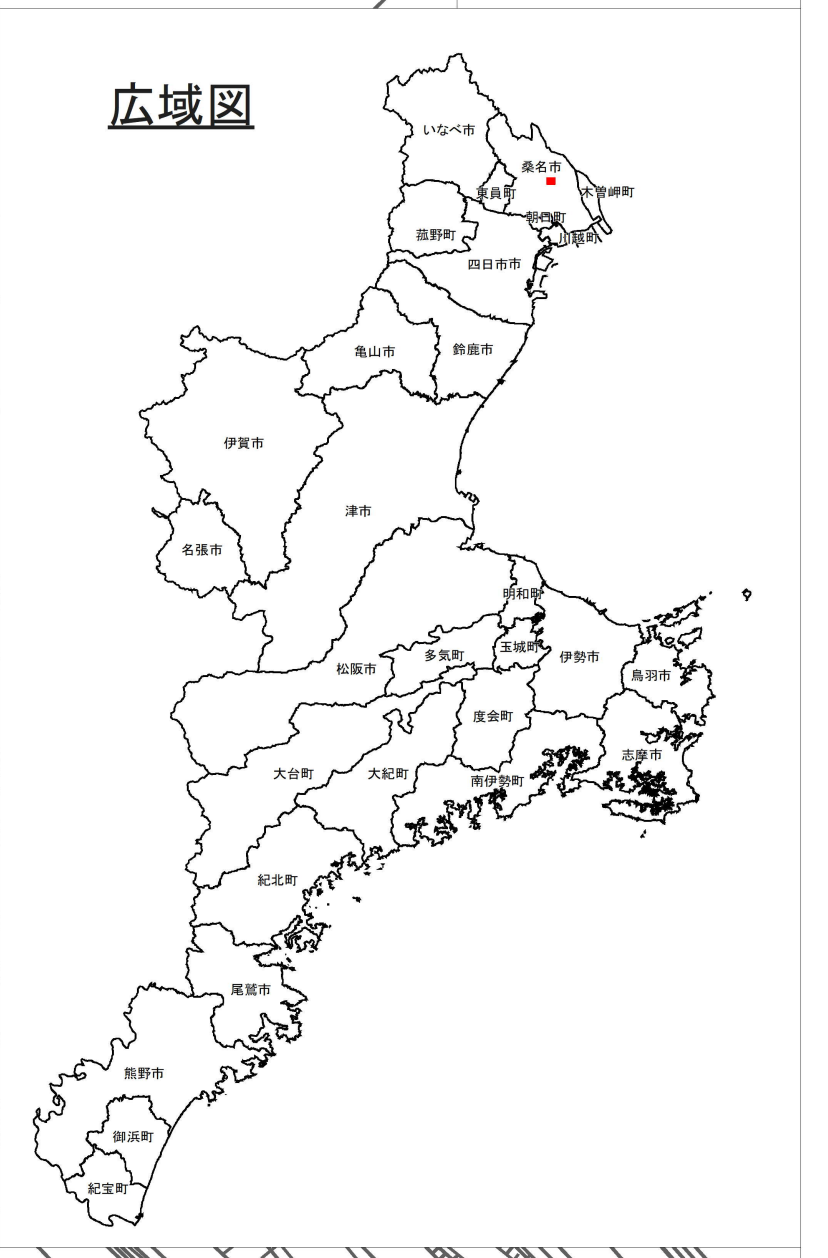 広域図
いなべ市
桑名市
東員町
木曽岬町
朝日町
菰野町
川越町
四日市市
亀山市
鈴鹿市
伊賀市
津市
名張市
明和町
玉城町
多気町
伊勢市
松阪市
鳥羽市
度会町
志摩市
大台町
大紀町
南伊勢町
紀北町
尾鷲市
熊野市
御浜町
紀宝町